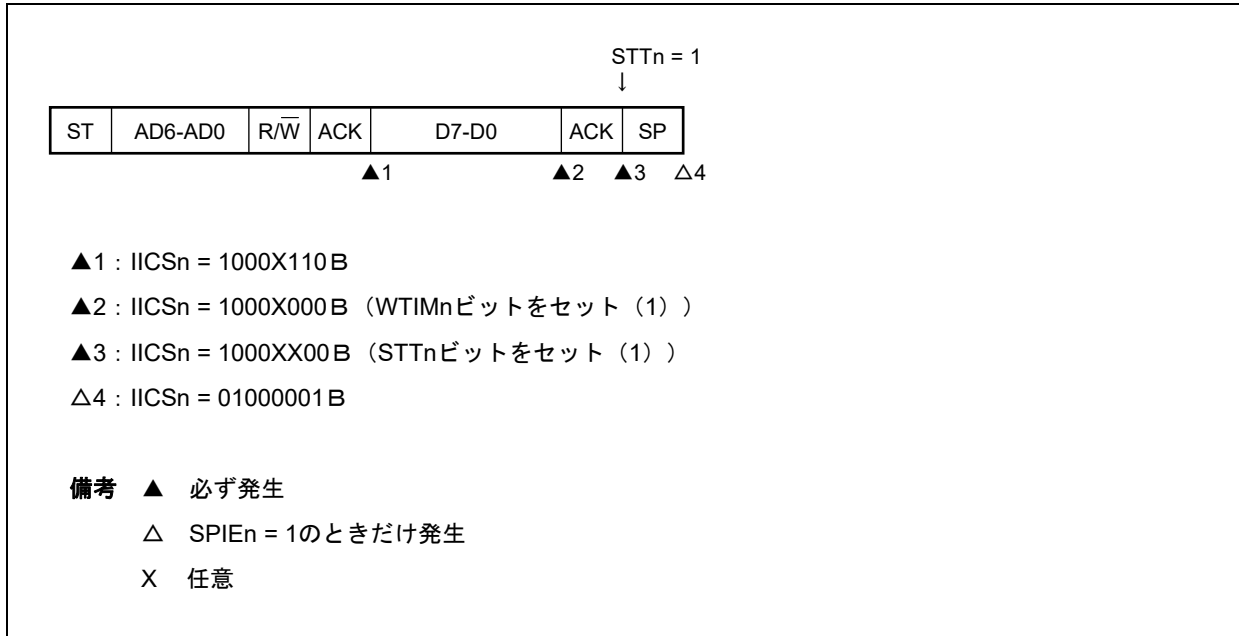 STTn = 1
↓
ST AD6-AD0 R/W̅ ACK D7-D0 ACK SP
▲1 ▲2 ▲3 △4
▲1：IICSn = 1000X110B
▲2：IICSn = 1000X000B（WTIMnビットをセット（1））
▲3：IICSn = 1000XX00B（STTnビットをセット（1））
△4：IICSn = 01000001B
備考 ▲ 必ず発生
△ SPIEn = 1のときだけ発生
X 任意